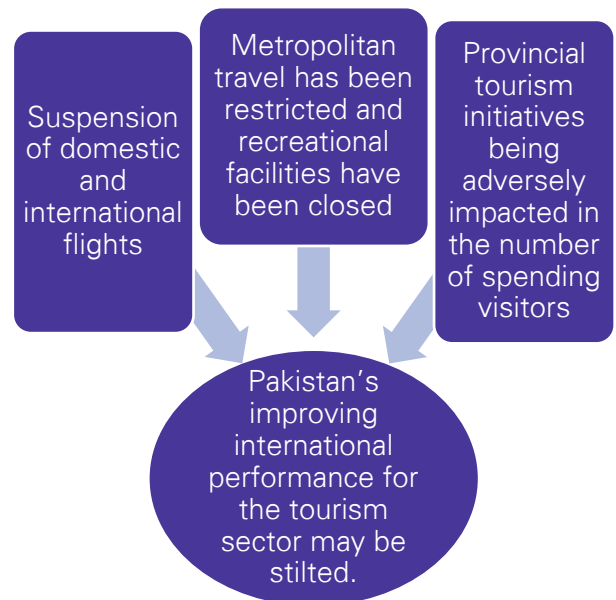 Suspension
of domestic
and
international
flights
Metropolitan
travel has been
restricted and
recreational
facilities have
been closed
Provincial
tourism
initiatives
being
adversely
impacted in
the number
of spending
visitors
Pakistan’s
improving
international
performance for
the tourism
sector may be
stilted.